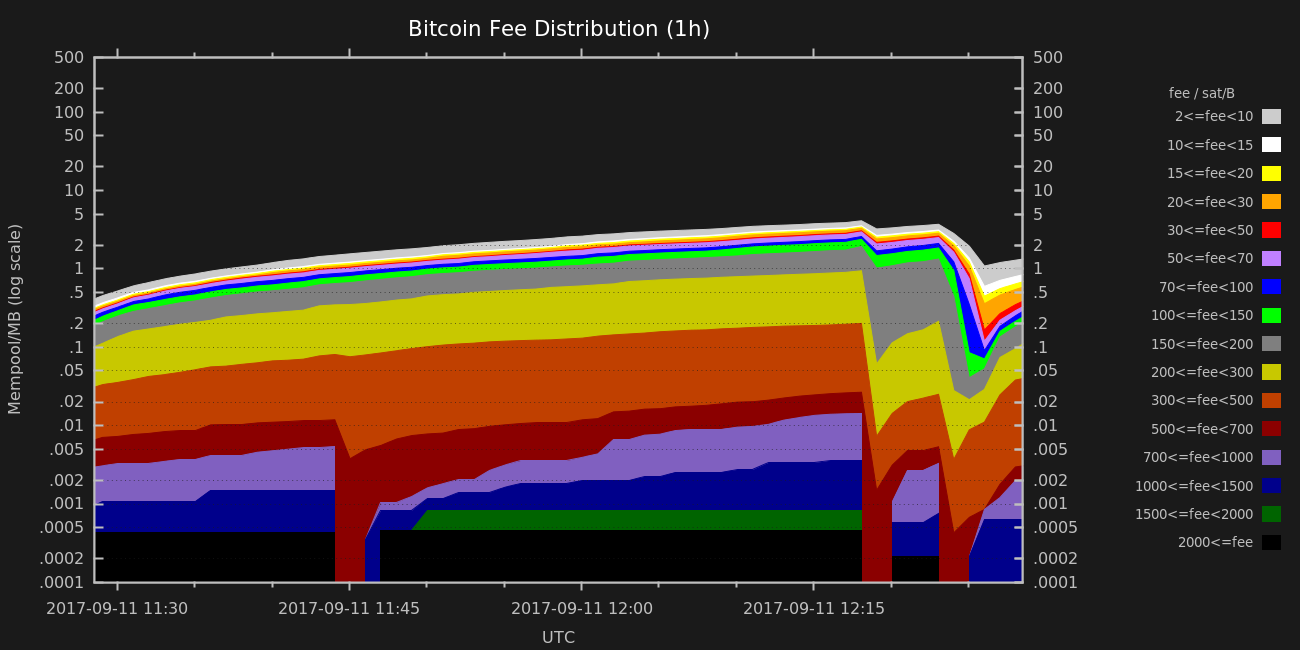 Bitcoin Fee Distribution (1h)
500 500
200 200
100 100
50 50
20 20
10 10
5 5
2 2
1 1
.5 .5
.2 .2
.1 .1
.05 .05
.02 .02
.01 .01
.005 .005
.002 .002
.001 .001
.0005 .0005
.0002 .0002
.0001 .0001
Mempool/MB (log scale)
2017-09-11 11:30 2017-09-11 11:45 2017-09-11 12:00 2017-09-11 12:15
UTC
fee / sat/B
2<=fee<10
10<=fee<15
15<=fee<20
20<=fee<30
30<=fee<50
50<=fee<70
70<=fee<100
100<=fee<150
150<=fee<200
200<=fee<300
300<=fee<500
500<=fee<700
700<=fee<1000
1000<=fee<1500
1500<=fee<2000
2000<=fee